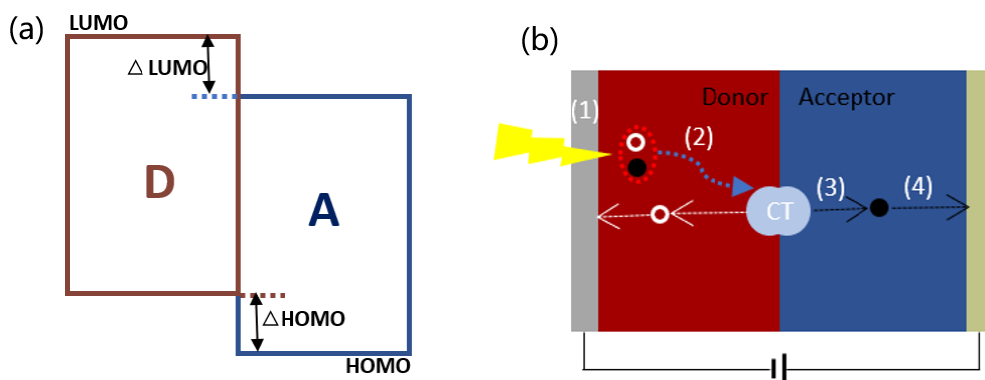 (a)
LUMO
△ LUMO
D
A
△HOMO
HOMO
(b)
Donor Acceptor
(1)
(2)
CT
(3)
(4)